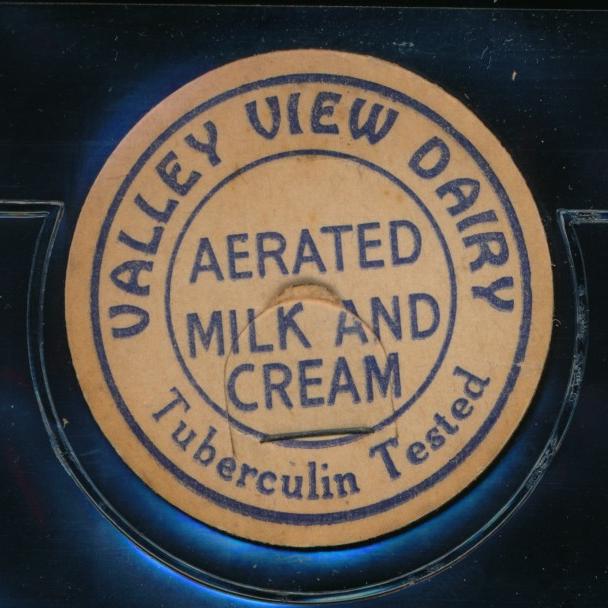 VALLEY VIEW DAIRY
AERATED
MILK AND
CREAM
Tuberculin Tested